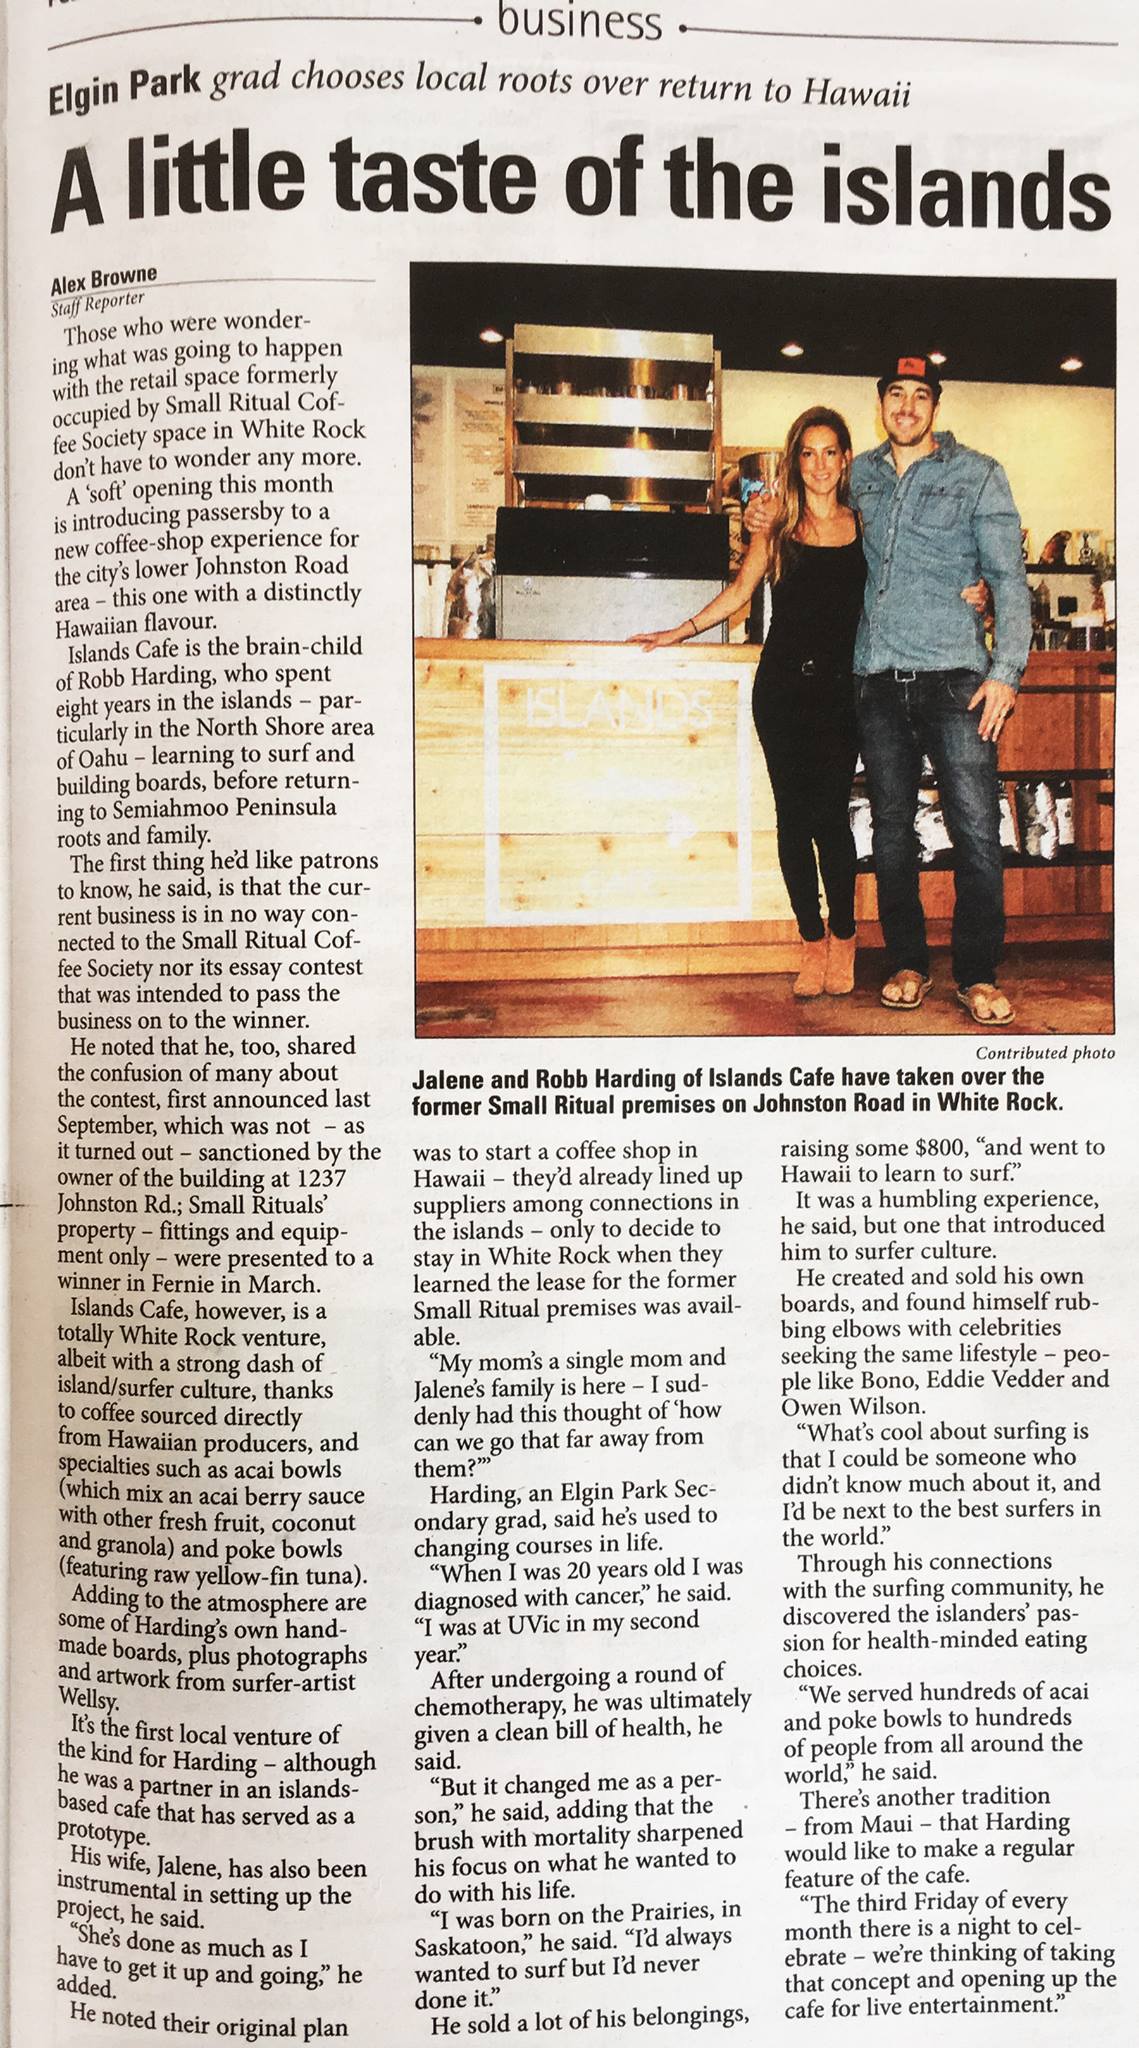 business
Elgin Park grad chooses local roots over return to Hawaii
A little taste of the islands
Alex Browne
Staff Reporter
Those who were wonder-
ing what was going to happen
with the retail space formerly
occupied by Small Ritual Cof-
fee Society space in White Rock
don't have to wonder any more.
A 'soft' opening this month
is introducing passersby to a
new coffee-shop experience for
the city's lower Johnston Road
area – this one with a distinctly
Hawaiian flavour.
Islands Cafe is the brain-child
of Robb Harding, who spent
eight years in the islands – par-
ticularly in the North Shore area
of Oahu – learning to surf and
building boards, before return-
ing to Semiahmoo Peninsula
roots and family.
The first thing he'd like patrons
to know, he said, is that the cur-
rent business is in no way con-
nected to the Small Ritual Cof-
fee Society nor its essay contest
that was intended to pass the
business on to the winner.
He noted that he, too, shared
the confusion of many about
the contest, first announced last
September, which was not – as
it turned out – sanctioned by the
owner of the building at 1237
Johnston Rd.; Small Rituals'
property – fittings and equip-
ment only – were presented to a
winner in Fernie in March.
Islands Cafe, however, is a
totally White Rock venture,
albeit with a strong dash of
island/surfer culture, thanks
to coffee sourced directly
from Hawaiian producers, and
specialties such as acai bowls
(which mix an acai berry sauce
with other fresh fruit, coconut
and granola) and poke bowls
(featuring raw yellow-fin tuna).
Adding to the atmosphere are
some of Harding's own hand-
made boards, plus photographs
and artwork from surfer-artist
Wellsy.
It's the first local venture of
the kind for Harding – although
he was a partner in an islands-
based cafe that has served as a
prototype.
His wife, Jalene, has also been
instrumental in setting up the
project, he said.
"She's done as much as I
have to get it up and going," he
added.
He noted their original plan
ISLANDS
Contributed photo
Jalene and Robb Harding of Islands Cafe have taken over the
former Small Ritual premises on Johnston Road in White Rock.
was to start a coffee shop in
Hawaii – they'd already lined up
suppliers among connections in
the islands – only to decide to
stay in White Rock when they
learned the lease for the former
Small Ritual premises was avail-
able.
"My mom's a single mom and
Jalene's family is here – I sud-
denly had this thought of 'how
can we go that far away from
them?'"
Harding, an Elgin Park Sec-
ondary grad, said he's used to
changing courses in life.
"When I was 20 years old I was
diagnosed with cancer," he said.
"I was at UVic in my second
year."
After undergoing a round of
chemotherapy, he was ultimately
given a clean bill of health, he
said.
"But it changed me as a per-
son," he said, adding that the
brush with mortality sharpened
his focus on what he wanted to
do with his life.
"I was born on the Prairies, in
Saskatoon," he said. "I'd always
wanted to surf but I'd never
done it."
He sold a lot of his belongings,
raising some $800, "and went to
Hawaii to learn to surf."
It was a humbling experience,
he said, but one that introduced
him to surfer culture.
He created and sold his own
boards, and found himself rub-
bing elbows with celebrities
seeking the same lifestyle – peo-
ple like Bono, Eddie Vedder and
Owen Wilson.
"What's cool about surfing is
that I could be someone who
didn't know much about it, and
I'd be next to the best surfers in
the world."
Through his connections
with the surfing community, he
discovered the islanders' pas-
sion for health-minded eating
choices.
"We served hundreds of acai
and poke bowls to hundreds
of people from all around the
world," he said.
There's another tradition
– from Maui – that Harding
would like to make a regular
feature of the cafe.
"The third Friday of every
month there is a night to cel-
ebrate – we're thinking of taking
that concept and opening up the
cafe for live entertainment."